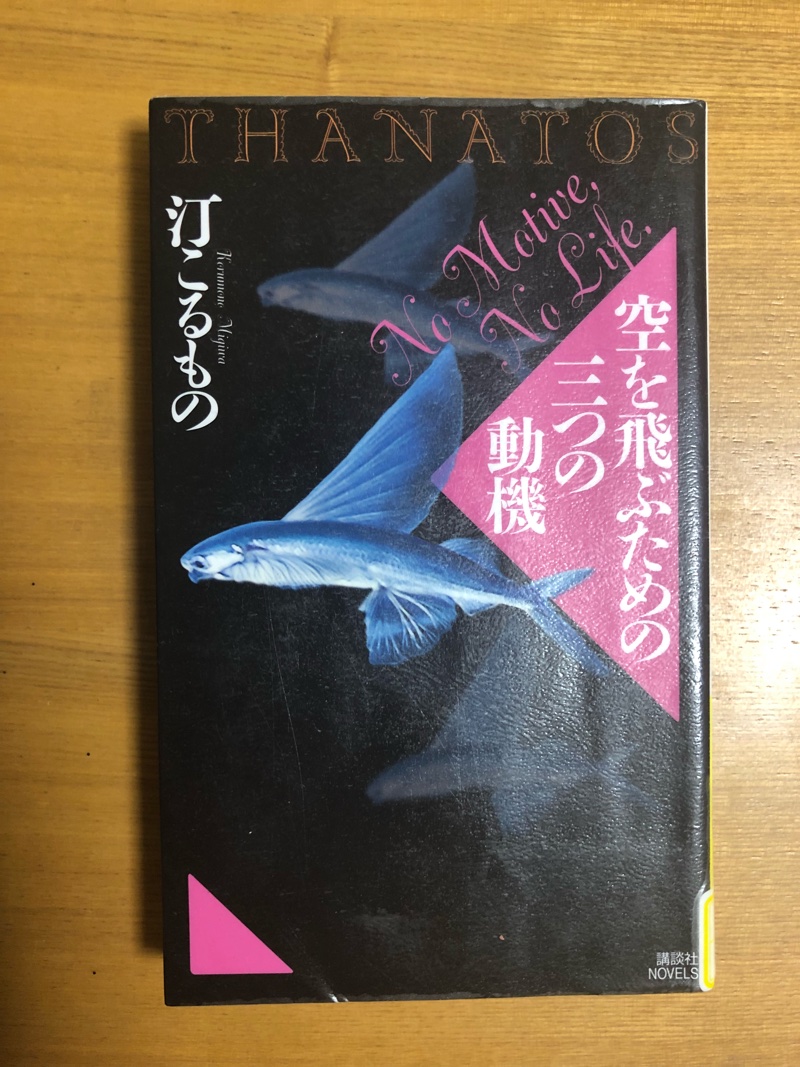 THANATOS
No Motive,
No Life.
空を飛ぶための
三つの
動機
汀こるもの
Korumono Migiwa
講談社
NOVELS